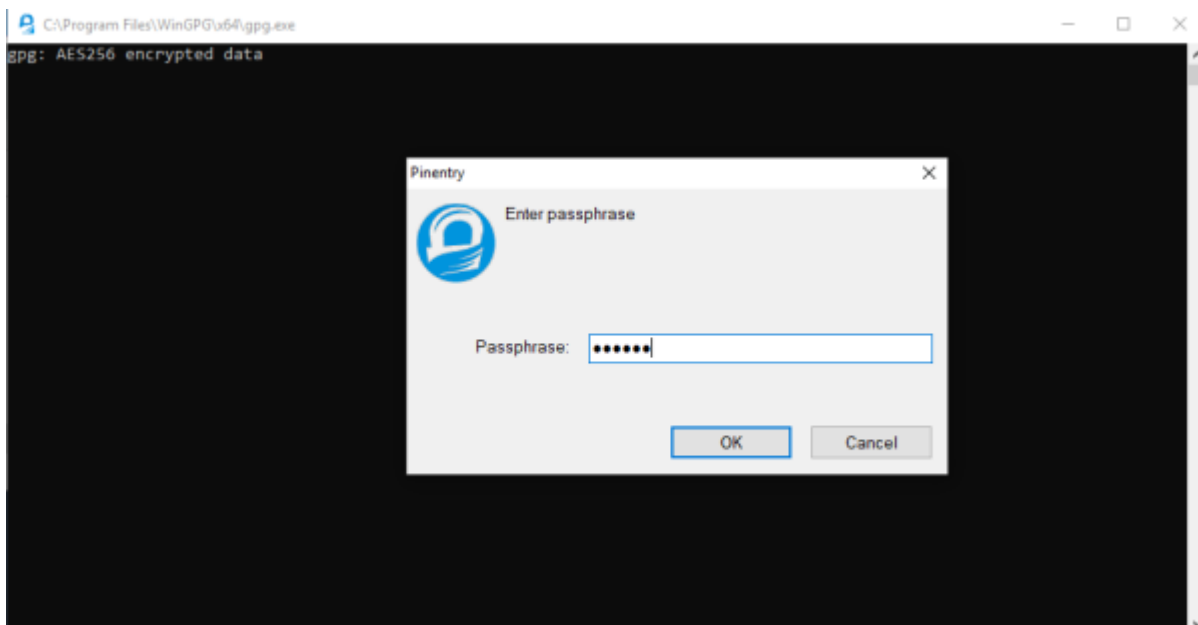 C:\Program Files\WinGPG\x64\gpg.exe
gpg: AES256 encrypted data
Pinentry
Enter passphrase
Passphrase: ••••••
OK Cancel